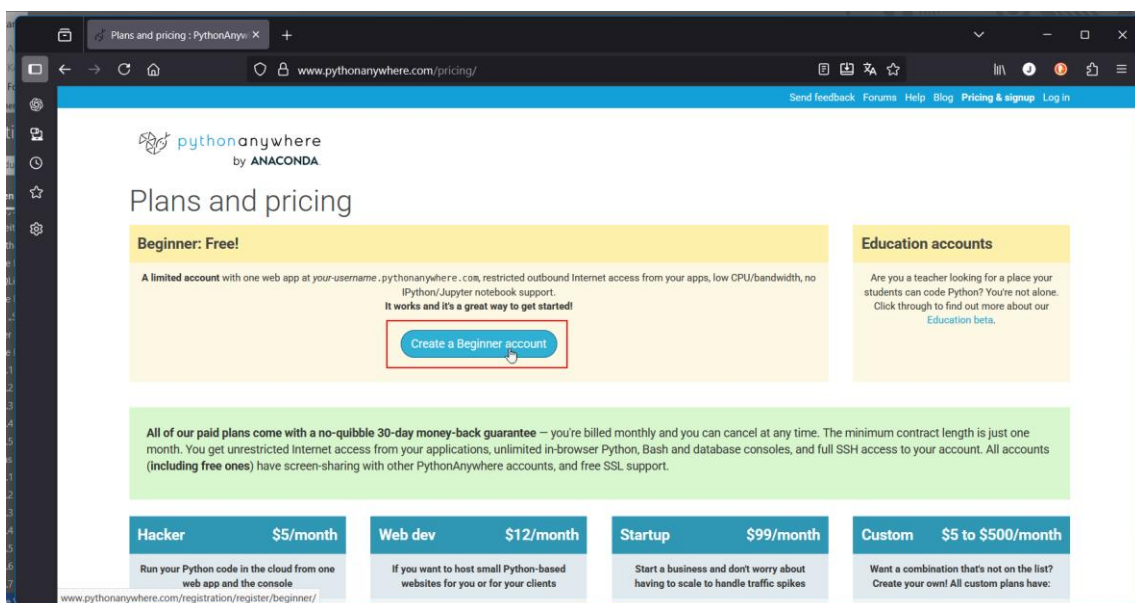 Plans and pricing : PythonAnyw
www.pythonanywhere.com/pricing/
Send feedback Forums Help Blog Pricing & signup Log in
pythonanywhere
by ANACONDA.
Plans and pricing
Beginner: Free!
A limited account with one web app at your-username.pythonanywhere.com, restricted outbound Internet access from your apps, low CPU/bandwidth, no
IPython/Jupyter notebook support.
It works and it's a great way to get started!
Create a Beginner account
Education accounts
Are you a teacher looking for a place your
students can code Python? You're not alone.
Click through to find out more about our
Education beta.
All of our paid plans come with a no-quibble 30-day money-back guarantee — you're billed monthly and you can cancel at any time. The minimum contract length is just one
month. You get unrestricted Internet access from your applications, unlimited in-browser Python, Bash and database consoles, and full SSH access to your account. All accounts
(including free ones) have screen-sharing with other PythonAnywhere accounts, and free SSL support.
Hacker $5/month
Run your Python code in the cloud from one
web app and the console
Web dev $12/month
If you want to host small Python-based
websites for you or for your clients
Startup $99/month
Start a business and don't worry about
having to scale to handle traffic spikes
Custom $5 to $500/month
Want a combination that's not on the list?
Create your own! All custom plans have:
www.pythonanywhere.com/registration/register/beginner/